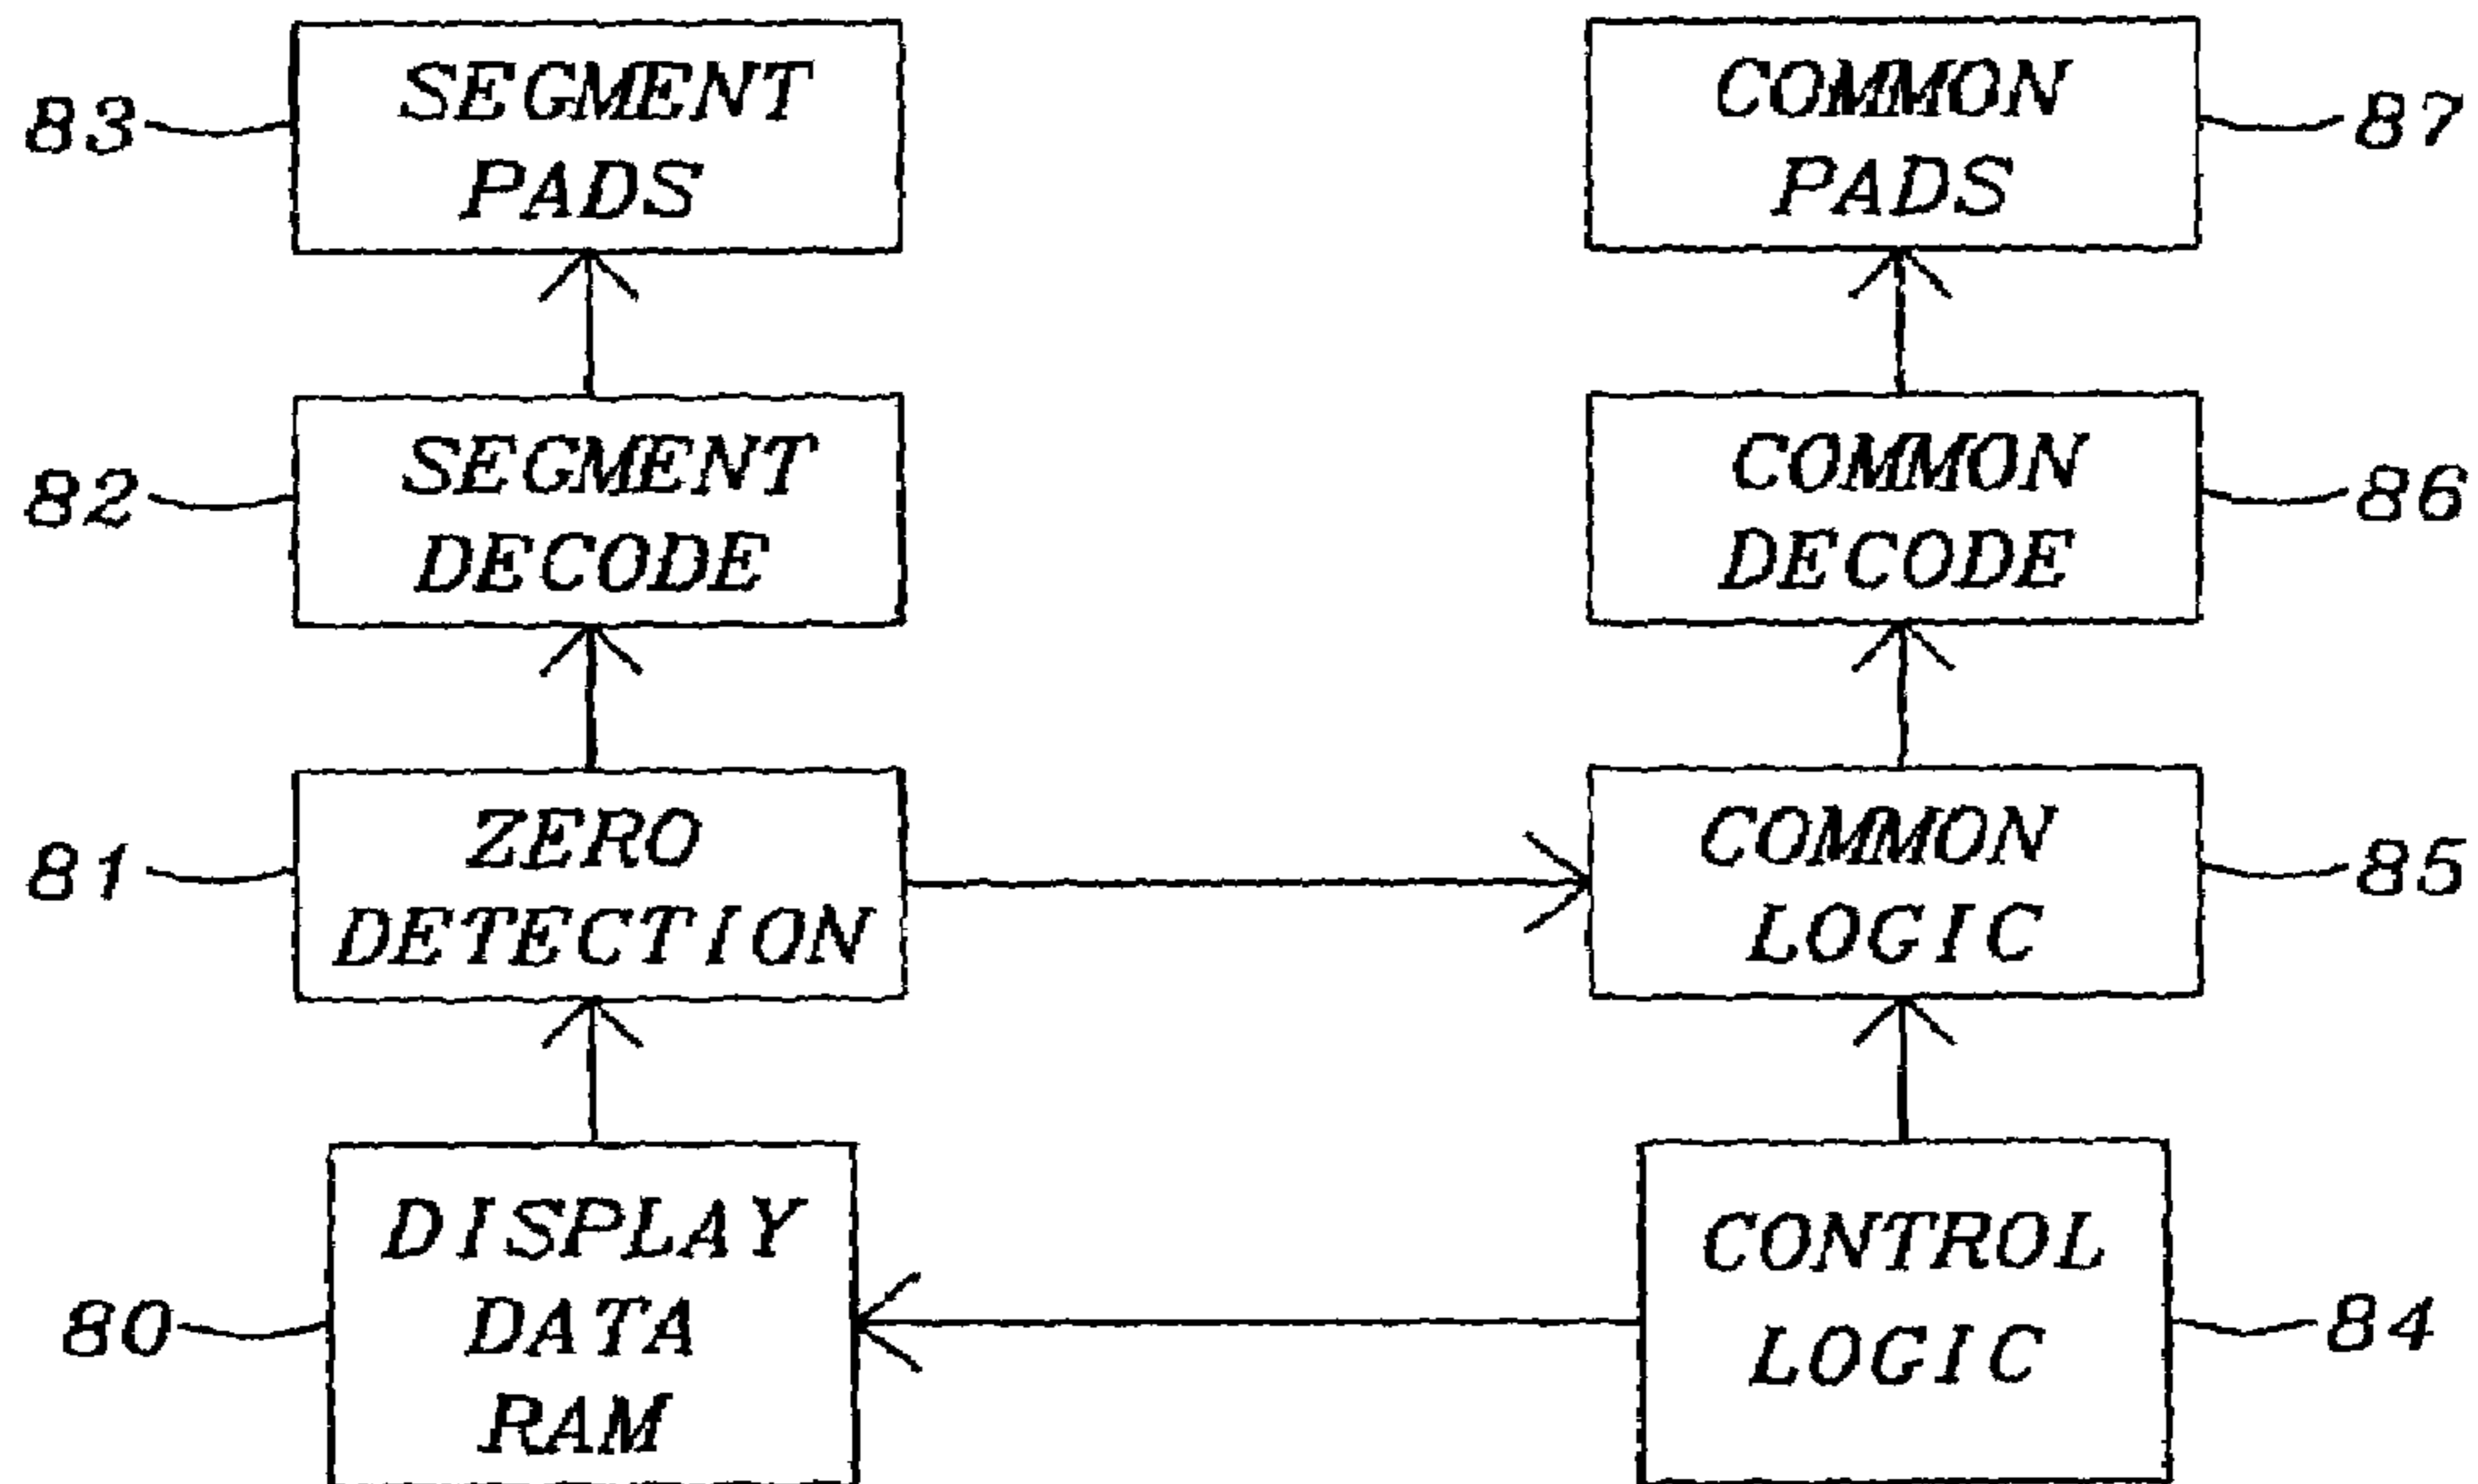 SEGMENT
PADS
83
COMMON
PADS
87
SEGMENT
DECODE
82
COMMON
DECODE
86
ZERO
DETECTION
81
COMMON
LOGIC
85
DISPLAY
DATA
RAM
80
CONTROL
LOGIC
84